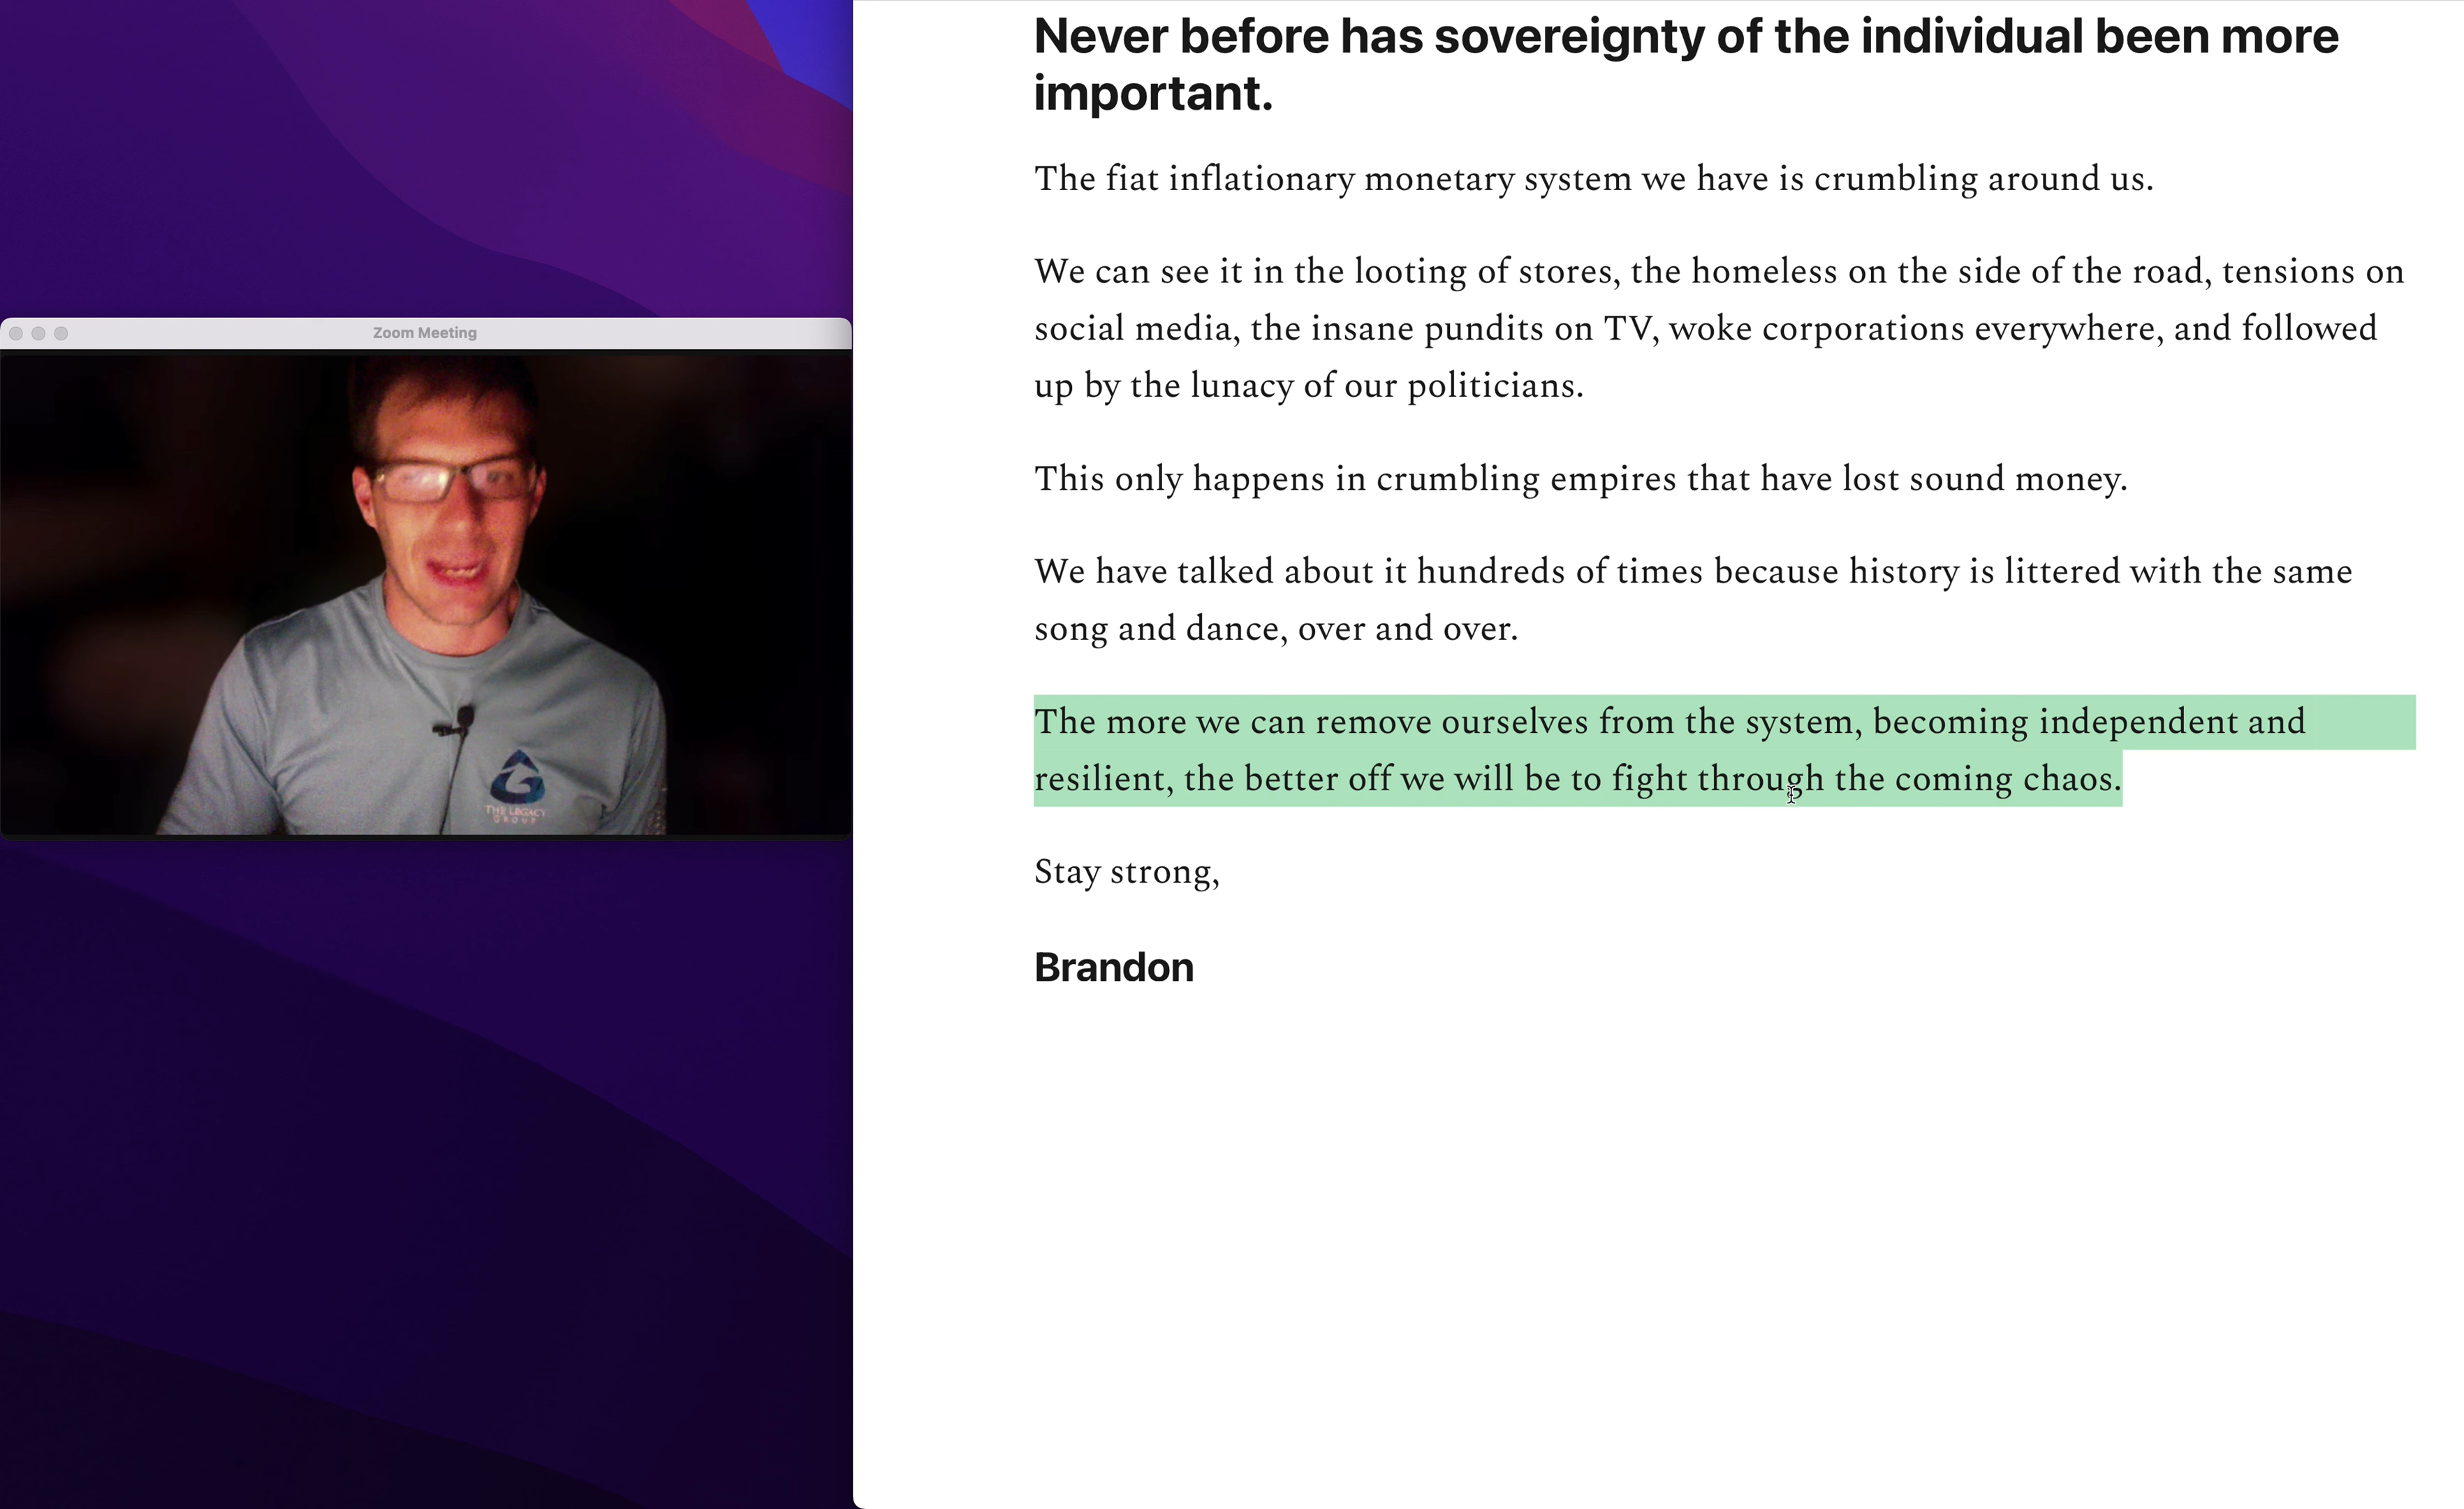 Never before has sovereignty of the individual been more
important.
The fiat inflationary monetary system we have is crumbling around us.
We can see it in the looting of stores, the homeless on the side of the road, tensions on
social media, the insane pundits on TV, woke corporations everywhere, and followed
up by the lunacy of our politicians.
This only happens in crumbling empires that have lost sound money.
We have talked about it hundreds of times because history is littered with the same
song and dance, over and over.
The more we can remove ourselves from the system, becoming independent and
resilient, the better off we will be to fight through the coming chaos.
Stay strong,
Brandon
Zoom Meeting
THE LEGACY
GROUP